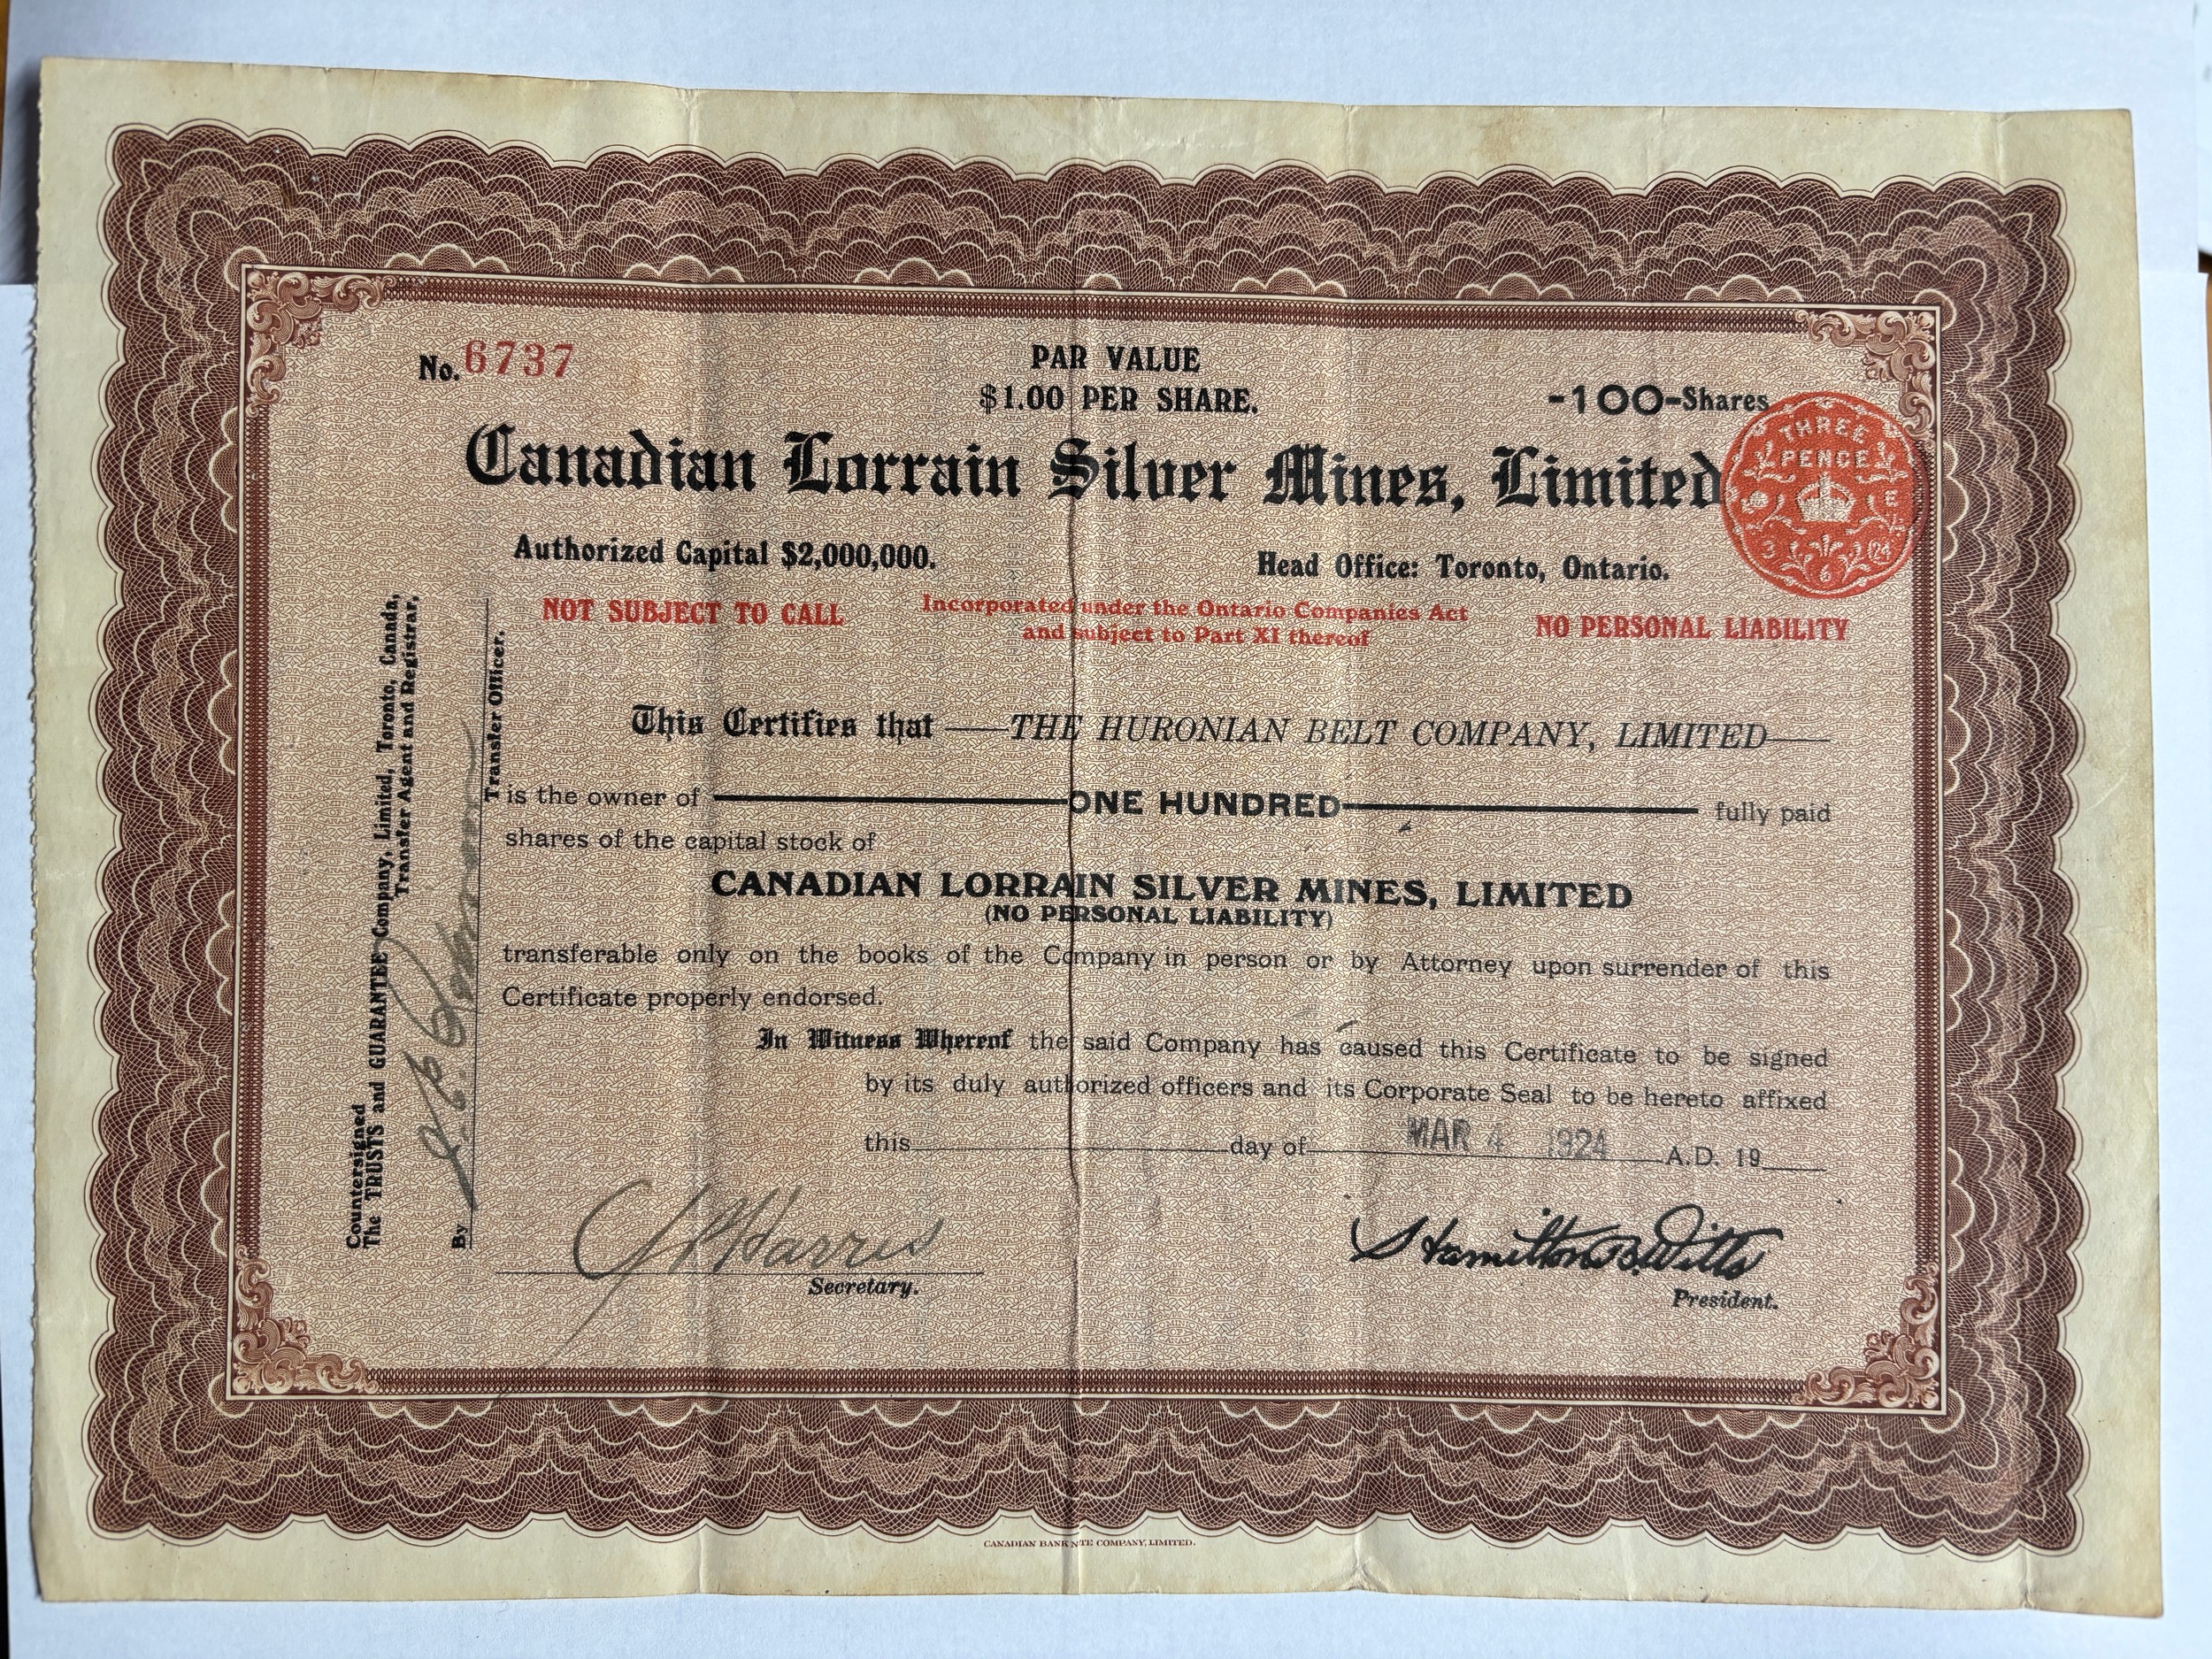 No. 6737
PAR VALUE
$1.00 PER SHARE.
-100-Shares
THREE
PENCE
E
3 6 24
Canadian Lorrain Silver Mines, Limited
Authorized Capital $2,000,000.
Head Office: Toronto, Ontario.
NOT SUBJECT TO CALL
Incorporated under the Ontario Companies Act
and subject to Part XI thereof
NO PERSONAL LIABILITY
This Certifies that THE HURONIAN BELT COMPANY, LIMITED
is the owner of ONE HUNDRED fully paid
shares of the capital stock of
CANADIAN LORRAIN SILVER MINES, LIMITED
(NO PERSONAL LIABILITY)
transferable only on the books of the Company in person or by Attorney upon surrender of this
Certificate properly endorsed.
In Witness Whereof the said Company has caused this Certificate to be signed
by its duly authorized officers and its Corporate Seal to be hereto affixed
this day of MAR 4 1924 A.D. 19
Harris
Secretary.
Hamilton B. Wills
President.
Countersigned
The TRUSTS and GUARANTEE Company, Limited, Toronto, Canada,
Transfer Agent and Registrar,
By
Transfer Officer.
CANADIAN BANK NTE COMPANY, LIMITED.